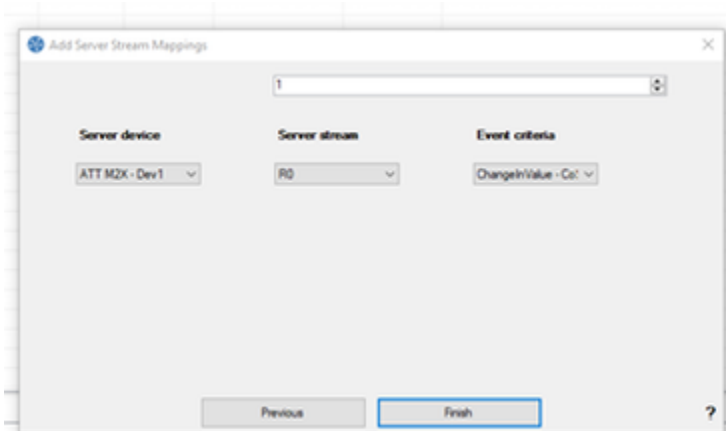 Add Server Stream Mappings
1
Server device Server stream Event criteria
ATT M2X - Dev1 R0 ChangeInValue - Co
Previous Finish ?